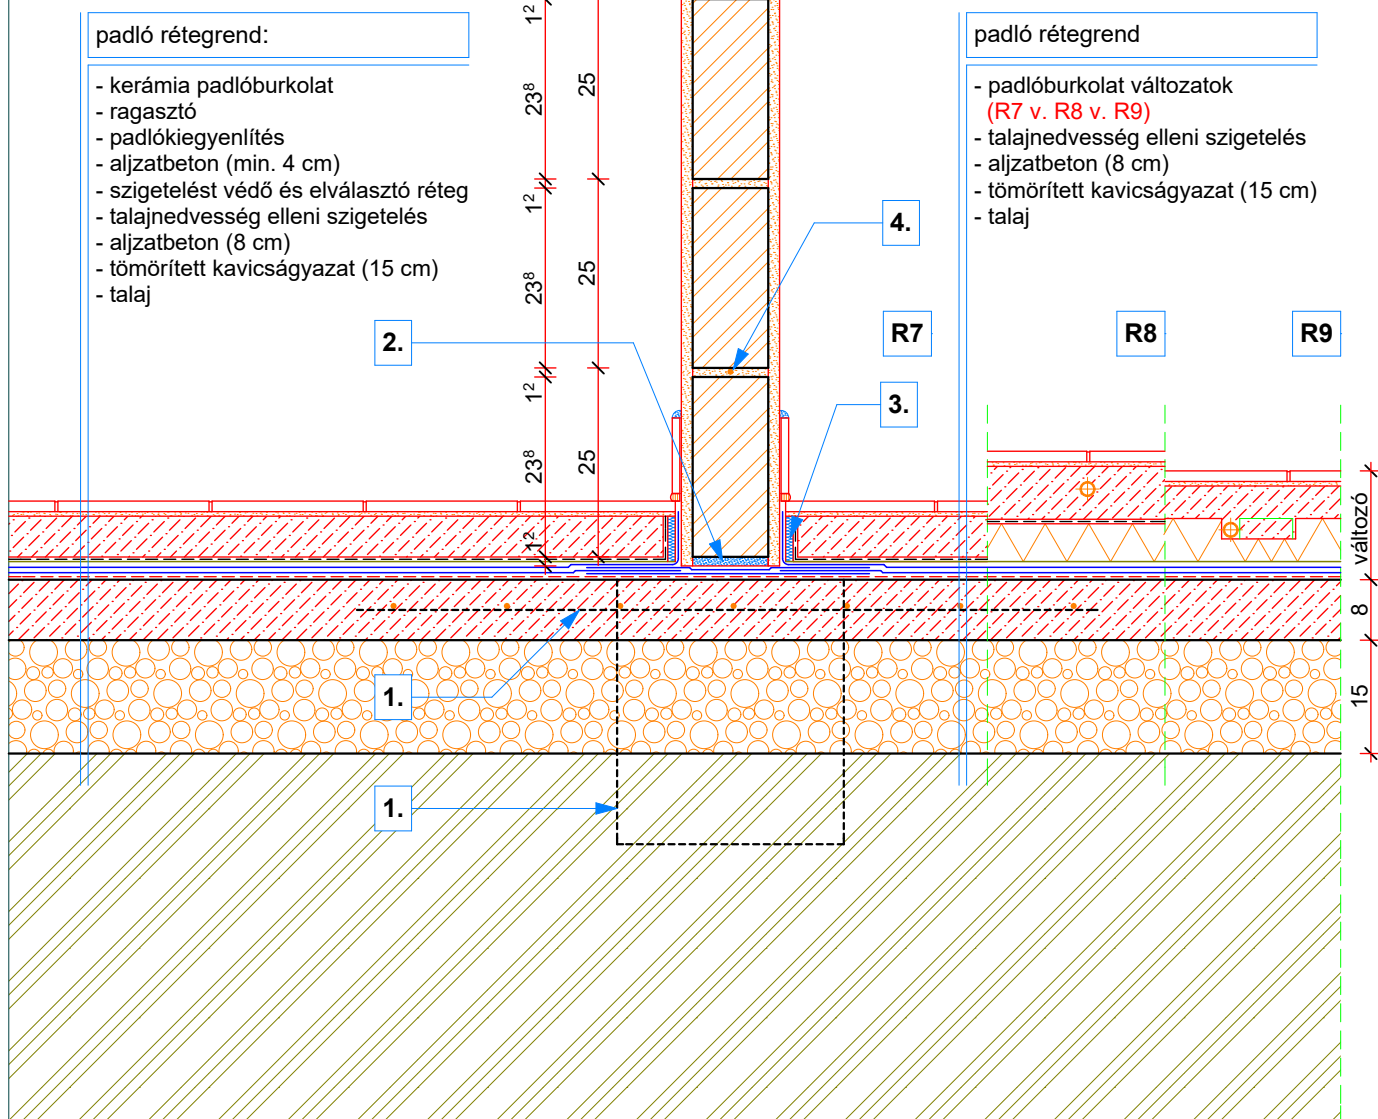 padló rétegrend:
- kerámia padlóburkolat
- ragasztó
- padlókiegyenlítés
- aljzatbeton (min. 4 cm)
- szigetelést védő és elválasztó réteg
- talajnedvesség elleni szigetelés
- aljzatbeton (8 cm)
- tömörített kavicságyazat (15 cm)
- talaj
padló rétegrend
- padlóburkolat változatok
(R7 v. R8 v. R9)
- talajnedvesség elleni szigetelés
- aljzatbeton (8 cm)
- tömörített kavicságyazat (15 cm)
- talaj
1²
23⁸
25
1²
23⁸
25
1²
23⁸
25
1²
4.
2.
R7
R8
R9
3.
változó
8
15
1.
1.